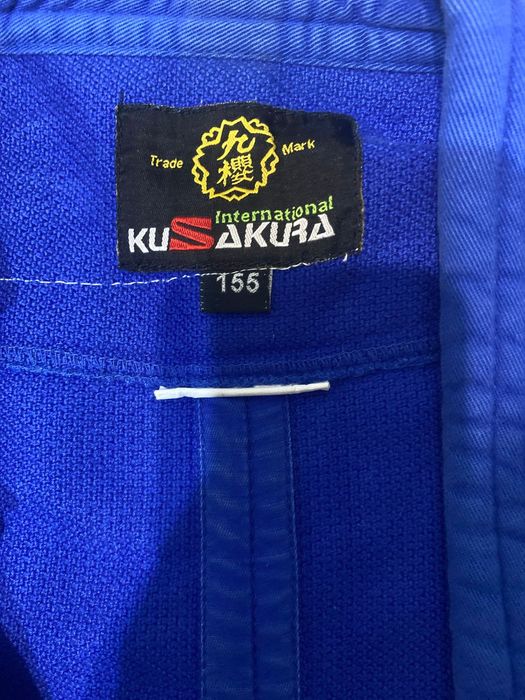 九
櫻
Trade Mark
International
KUSAKURA
155